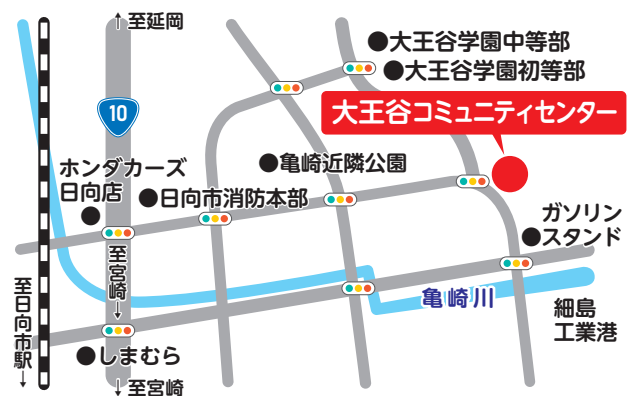 ↑至延岡
●大王谷学園中等部
●大王谷学園初等部
10
大王谷コミュニティセンター
ホンダカーズ
日向店
●亀崎近隣公園
●日向市消防本部
ガソリン
●スタンド
至宮崎↓
至日向市駅↓
亀崎川
細島
工業港
●しまむら
↓至宮崎